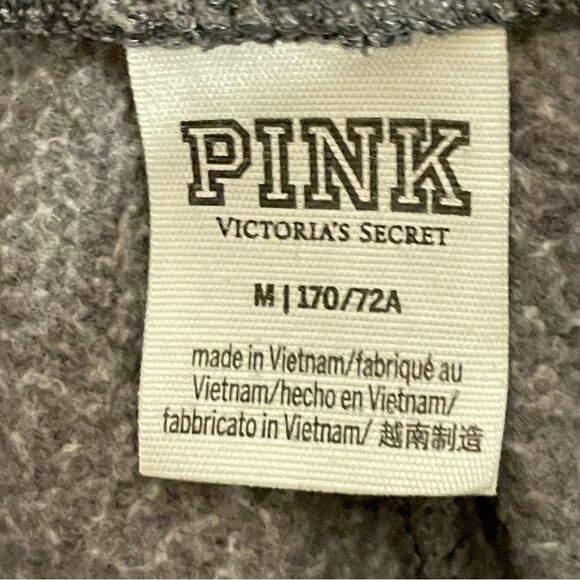 PINK
VICTORIA'S SECRET
M | 170/72A
made in Vietnam/fabriqué au
Vietnam/hecho en Vietnam/
fabbricato in Vietnam/ 越南制造